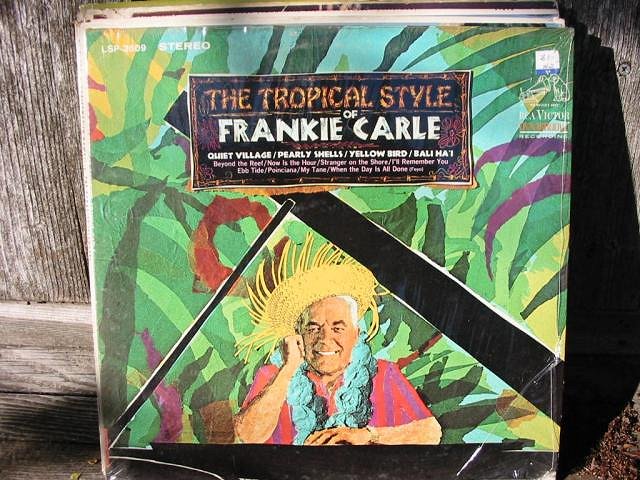 LSP-3609 STEREO
THE TROPICAL STYLE
OF
FRANKIE CARLE
QUIET VILLAGE/PEARLY SHELLS/YELLOW BIRD/BALI HA'I
Beyond the Reef/Now Is the Hour/Stranger on the Shore/I'll Remember You
Ebb Tide/Poinciana/My Tane/When the Day Is All Done
RCA VICTOR
RECORDING